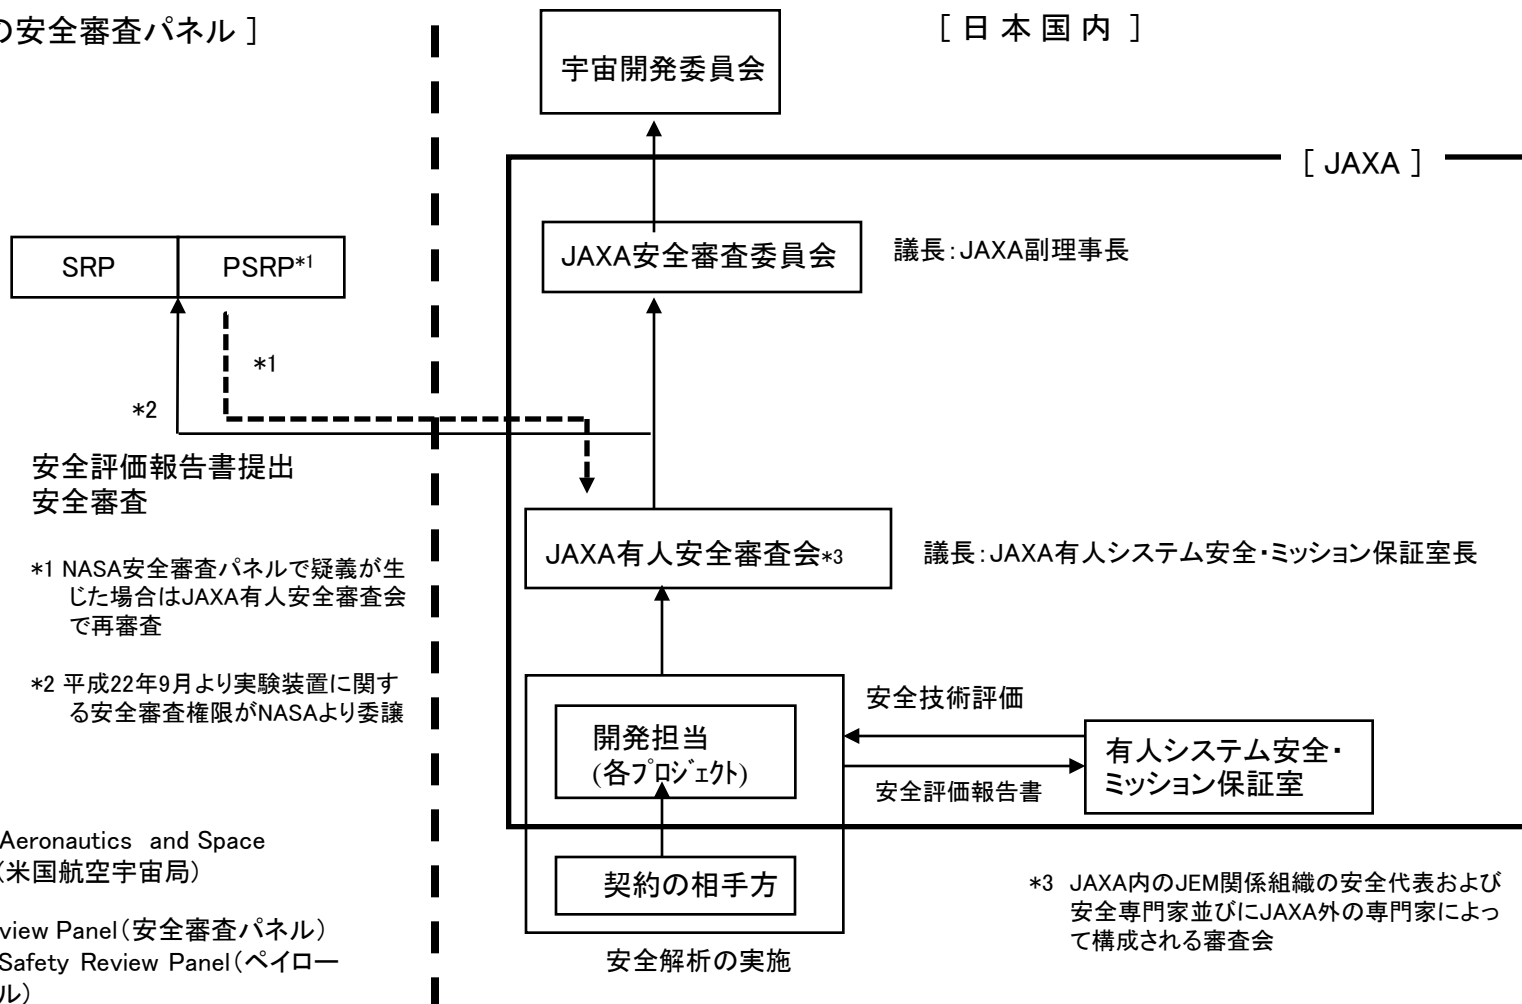 の安全審査パネル ]
[ 日 本 国 内 ]
宇宙開発委員会
[ JAXA ]
JAXA安全審査委員会
議長：JAXA副理事長
SRP
PSRP*1
*1
*2
安全評価報告書提出
安全審査
JAXA有人安全審査会*3
議長：JAXA有人システム安全・ミッション保証室長
*1 NASA安全審査パネルで疑義が生
じた場合はJAXA有人安全審査会
で再審査
*2 平成22年9月より実験装置に関す
る安全審査権限がNASAより委譲
開発担当
(各プロジェクト)
安全技術評価
安全評価報告書
有人システム安全・
ミッション保証室
契約の相手方
安全解析の実施
Aeronautics and Space
(米国航空宇宙局)
view Panel(安全審査パネル)
Safety Review Panel(ペイロー
ル)
*3 JAXA内のJEM関係組織の安全代表および
安全専門家並びにJAXA外の専門家によっ
て構成される審査会